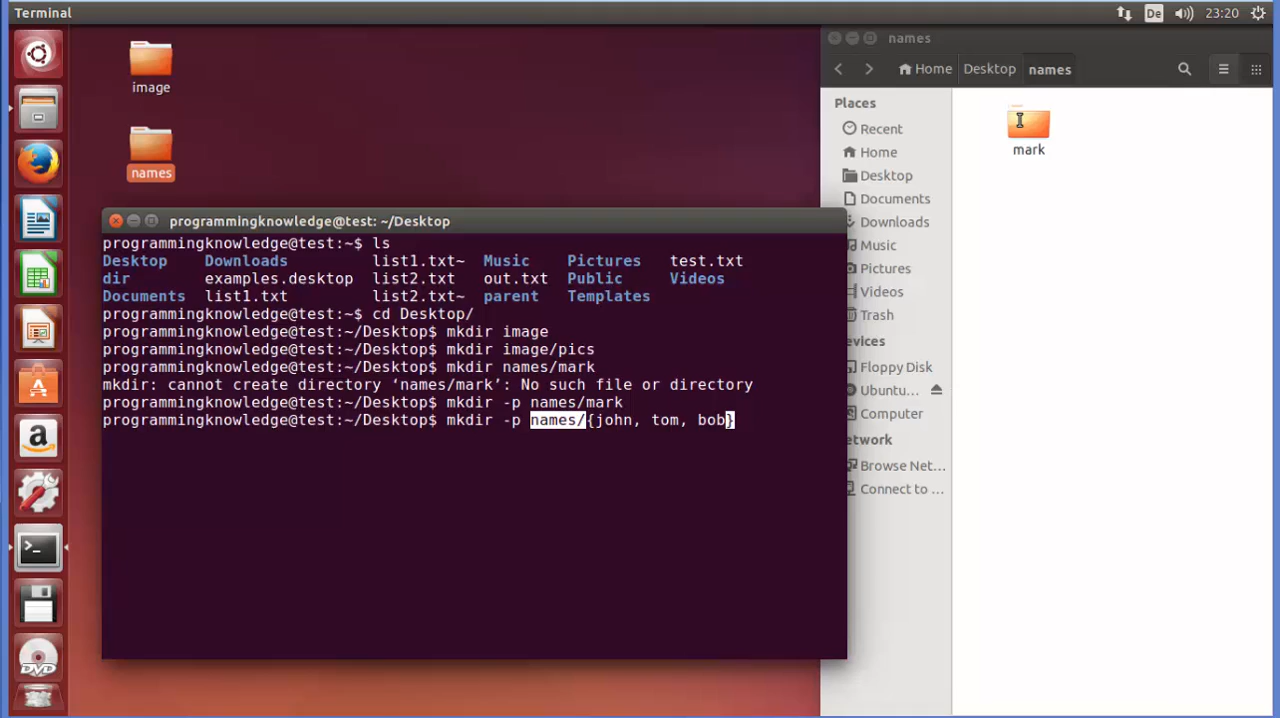 Terminal
De
23:20
image
names
names
Home
Desktop
names
Places
Recent
Home
Desktop
Documents
Downloads
Music
Pictures
Videos
Trash
evices
Floppy Disk
Ubuntu…
Computer
etwork
Browse Net…
Connect to …
mark
programmingknowledge@test: ~/Desktop
programmingknowledge@test:~$ ls
Desktop Downloads list1.txt~ Music Pictures test.txt
dir examples.desktop list2.txt out.txt Public Videos
Documents list1.txt list2.txt~ parent Templates
programmingknowledge@test:~$ cd Desktop/
programmingknowledge@test:~/Desktop$ mkdir image
programmingknowledge@test:~/Desktop$ mkdir image/pics
programmingknowledge@test:~/Desktop$ mkdir names/mark
mkdir: cannot create directory ‘names/mark’: No such file or directory
programmingknowledge@test:~/Desktop$ mkdir -p names/mark
programmingknowledge@test:~/Desktop$ mkdir -p names/{john, tom, bob}
DVD